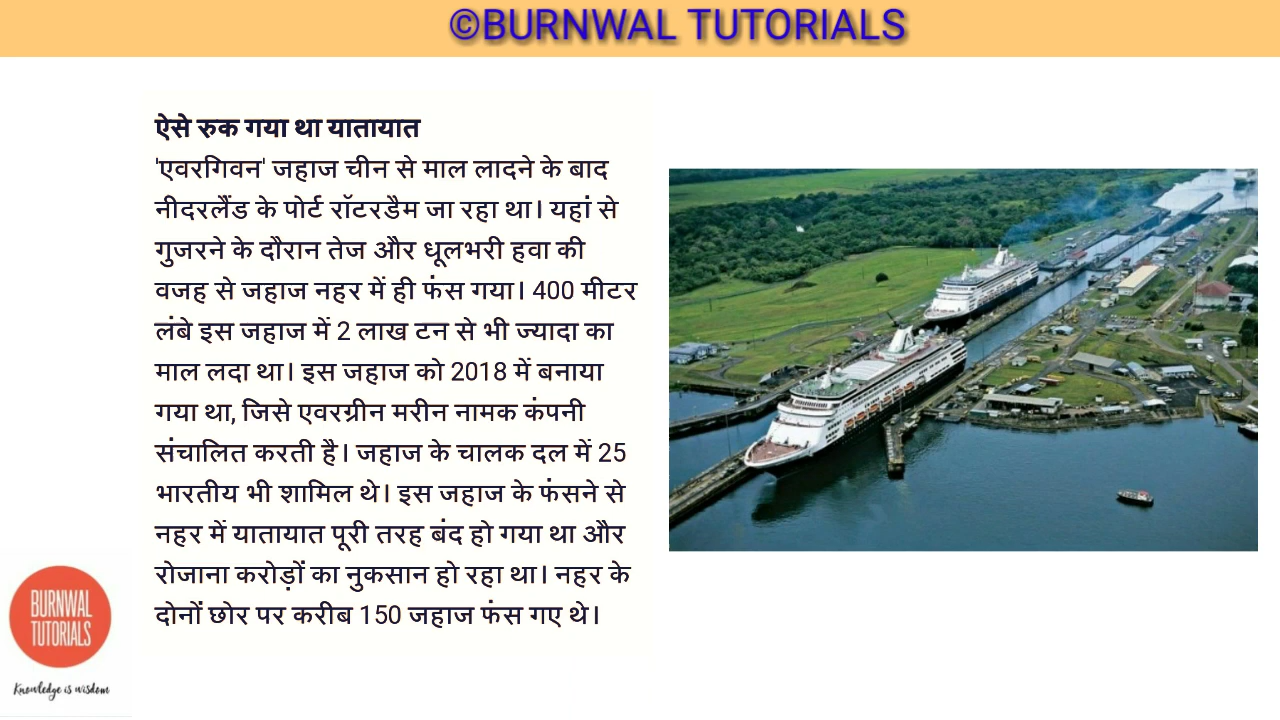 ©BURNWAL TUTORIALS
ऐसे रुक गया था यातायात
'एवरगिवन' जहाज चीन से माल लादने के बाद
नीदरलैंड के पोर्ट रॉटरडैम जा रहा था। यहां से
गुजरने के दौरान तेज और धूलभरी हवा की
वजह से जहाज नहर में ही फंस गया। 400 मीटर
लंबे इस जहाज में 2 लाख टन से भी ज्यादा का
माल लदा था। इस जहाज को 2018 में बनाया
गया था, जिसे एवरग्रीन मरीन नामक कंपनी
संचालित करती है। जहाज के चालक दल में 25
भारतीय भी शामिल थे। इस जहाज के फंसने से
नहर में यातायात पूरी तरह बंद हो गया था और
रोजाना करोड़ों का नुकसान हो रहा था। नहर के
दोनों छोर पर करीब 150 जहाज फंस गए थे।
BURNWAL
TUTORIALS
Knowledge is wisdom